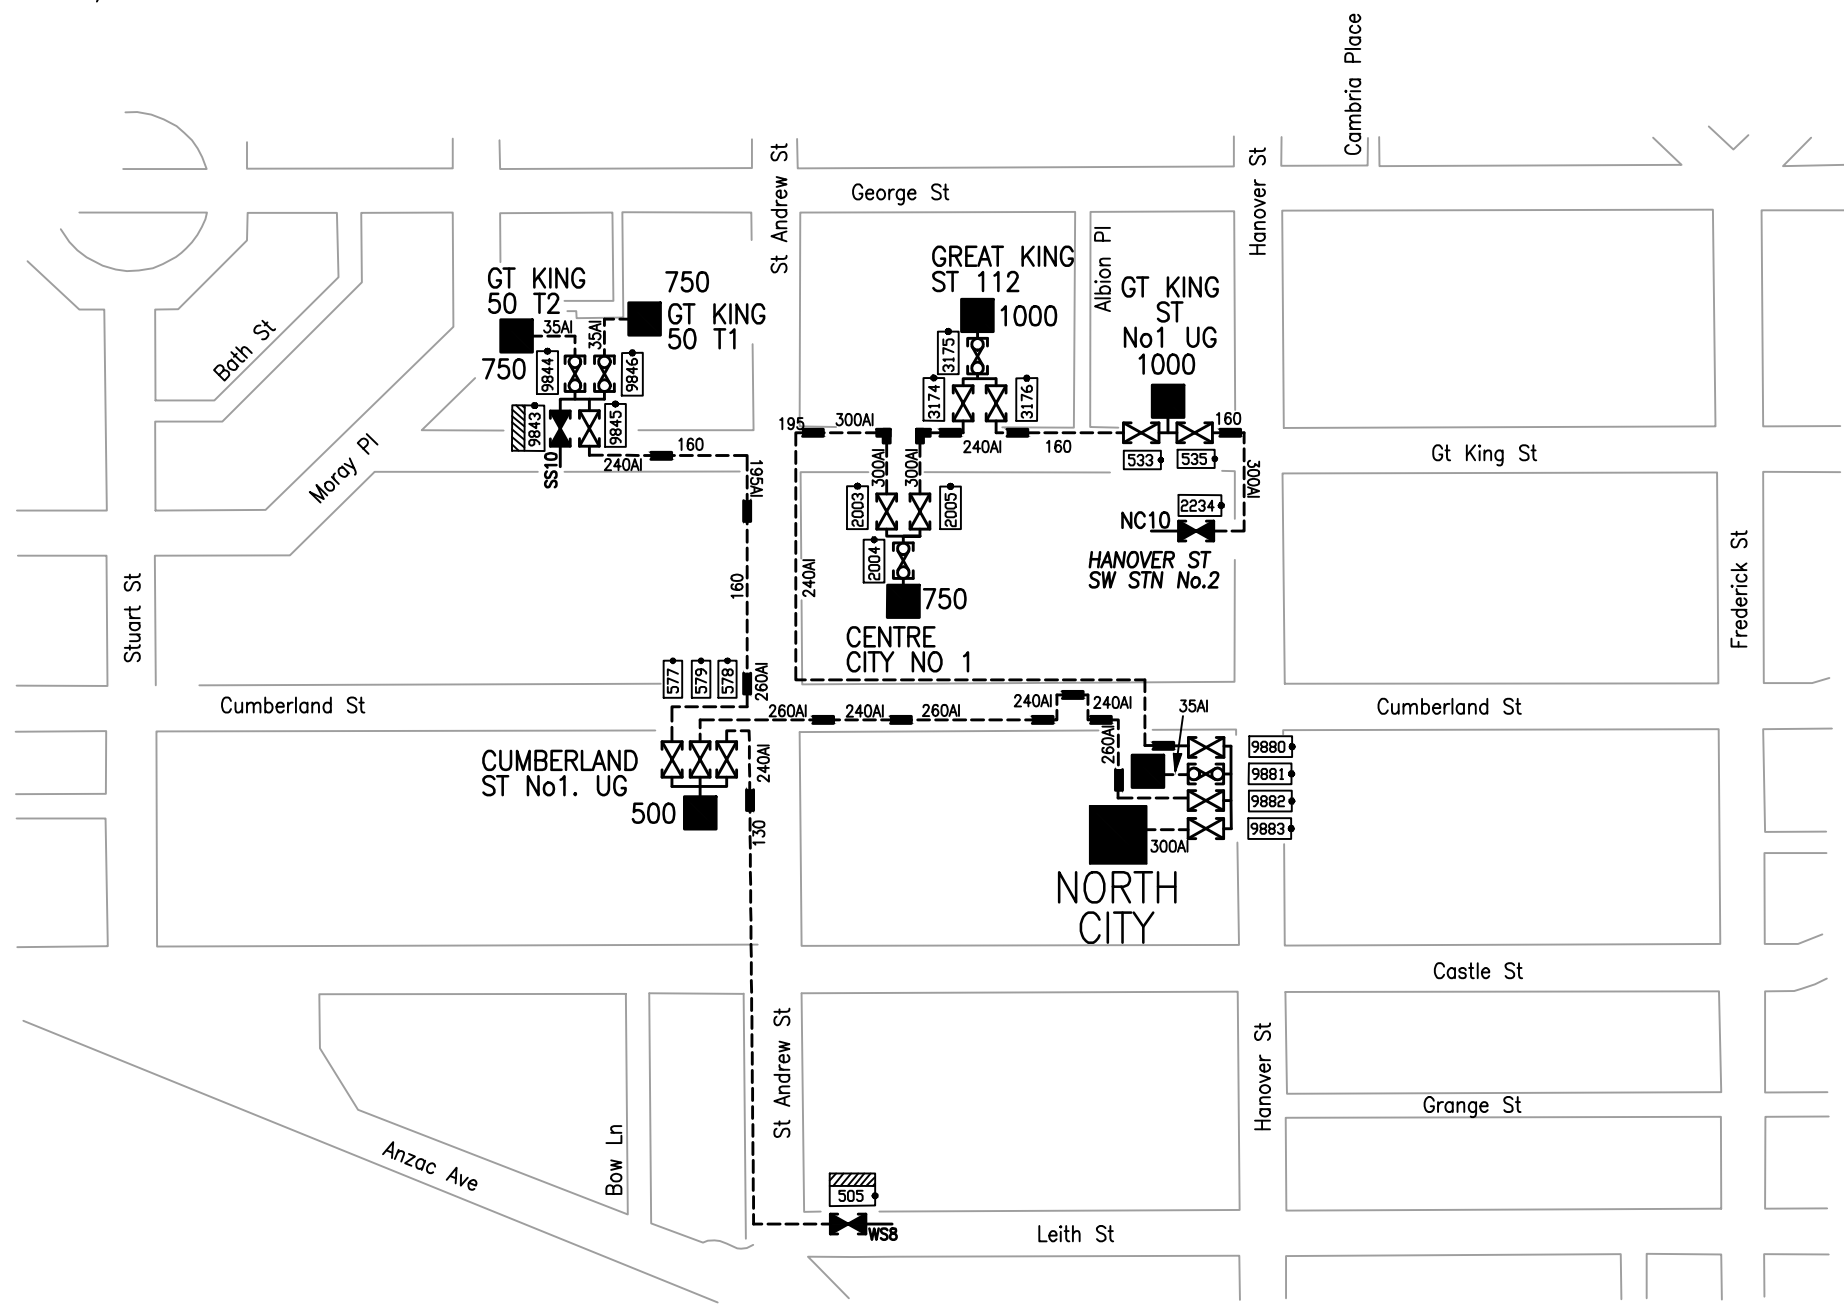 Cambria Place
St Andrew St
George St
Hanover St
Albion Pl
GREAT KING
ST 112
1000
GT KING
50 T2
750
750
GT KING
50 T1
GT KING
ST
No1 UG
1000
35Al
35Al
9844
9846
9843
9845
SS10
240Al
160
195Al
3175
3174
3176
195
300Al
240Al
160
160
533
535
300Al
300Al
300Al
2003
2005
2004
750
CENTRE
CITY NO 1
2234
NC10
HANOVER ST
SW STN No.2
Bath St
Moray Pl
Gt King St
Stuart St
Frederick St
160
240Al
577
579
578
260Al
Cumberland St
Cumberland St
260Al
240Al
260Al
240Al
240Al
35Al
260Al
CUMBERLAND
ST No1. UG
500
240Al
130
9880
9881
9882
9883
300Al
NORTH
CITY
Castle St
St Andrew St
Hanover St
Grange St
Bow Ln
Anzac Ave
505
WS8
Leith St